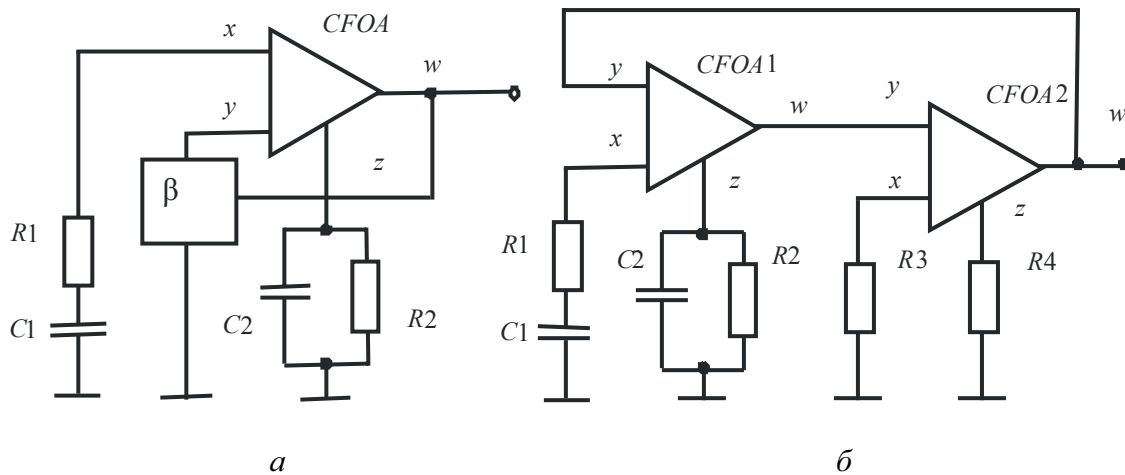 CFOA
x
w
y
z
β
R1
C1
C2
R2
а
CFOA1
y
w
y
CFOA2
w
x
z
x
z
R1
C2
R2
R3
R4
C1
б